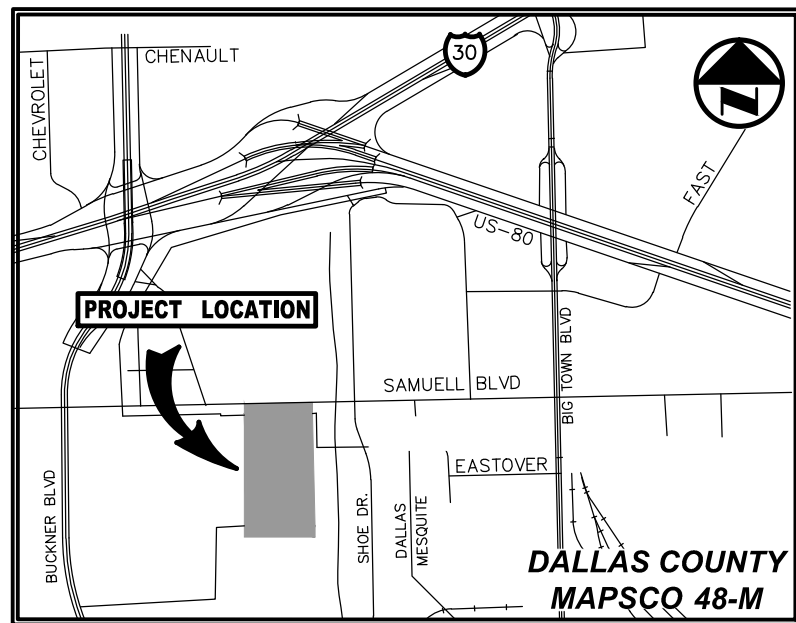 CHENAULT
30
CHEVROLET
N
FAST
US-80
PROJECT LOCATION
BIG TOWN BLVD
SAMUELL BLVD
EASTOVER
BUCKNER BLVD
SHOE DR.
DALLAS
MESQUITE
DALLAS COUNTY
MAPSCO 48-M